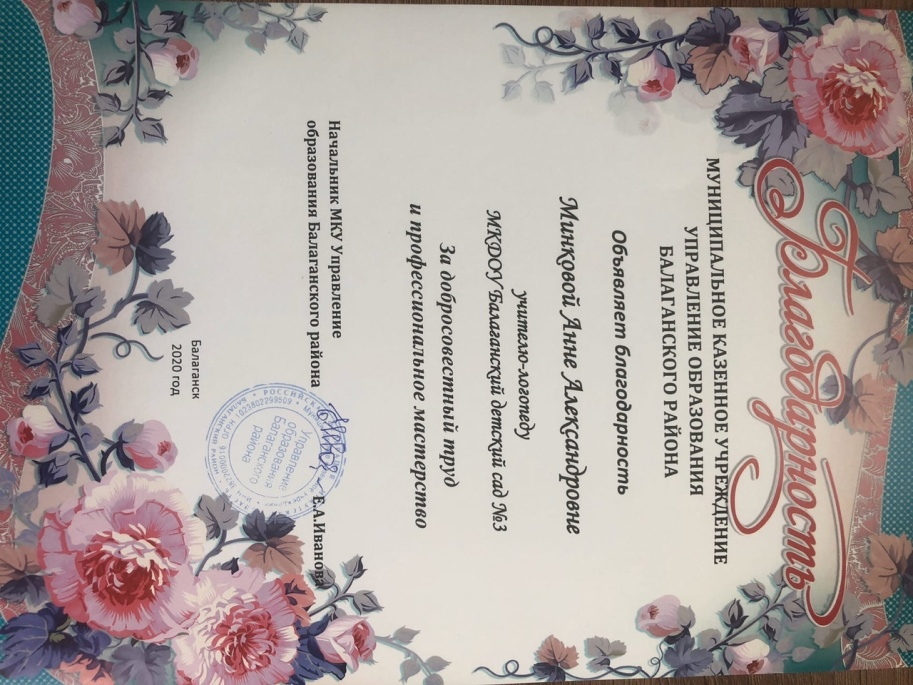 Благодарность
МУНИЦИПАЛЬНОЕ КАЗЕННОЕ УЧРЕЖДЕНИЕ
УПРАВЛЕНИЕ ОБРАЗОВАНИЯ
БАЛАГАНСКОГО РАЙОНА
Объявляет благодарность
Минковой Анне Александровне
учителю-логопеду
МКДОУ Балаганский детский сад №3
За добросовестный труд
и профессиональное мастерство
Начальник МКУ Управление
образования Балаганского района Е.А.Иванова
Управление
образования
Балаганского
района
ОГРН 1023802299509
Балаганск
2020 год